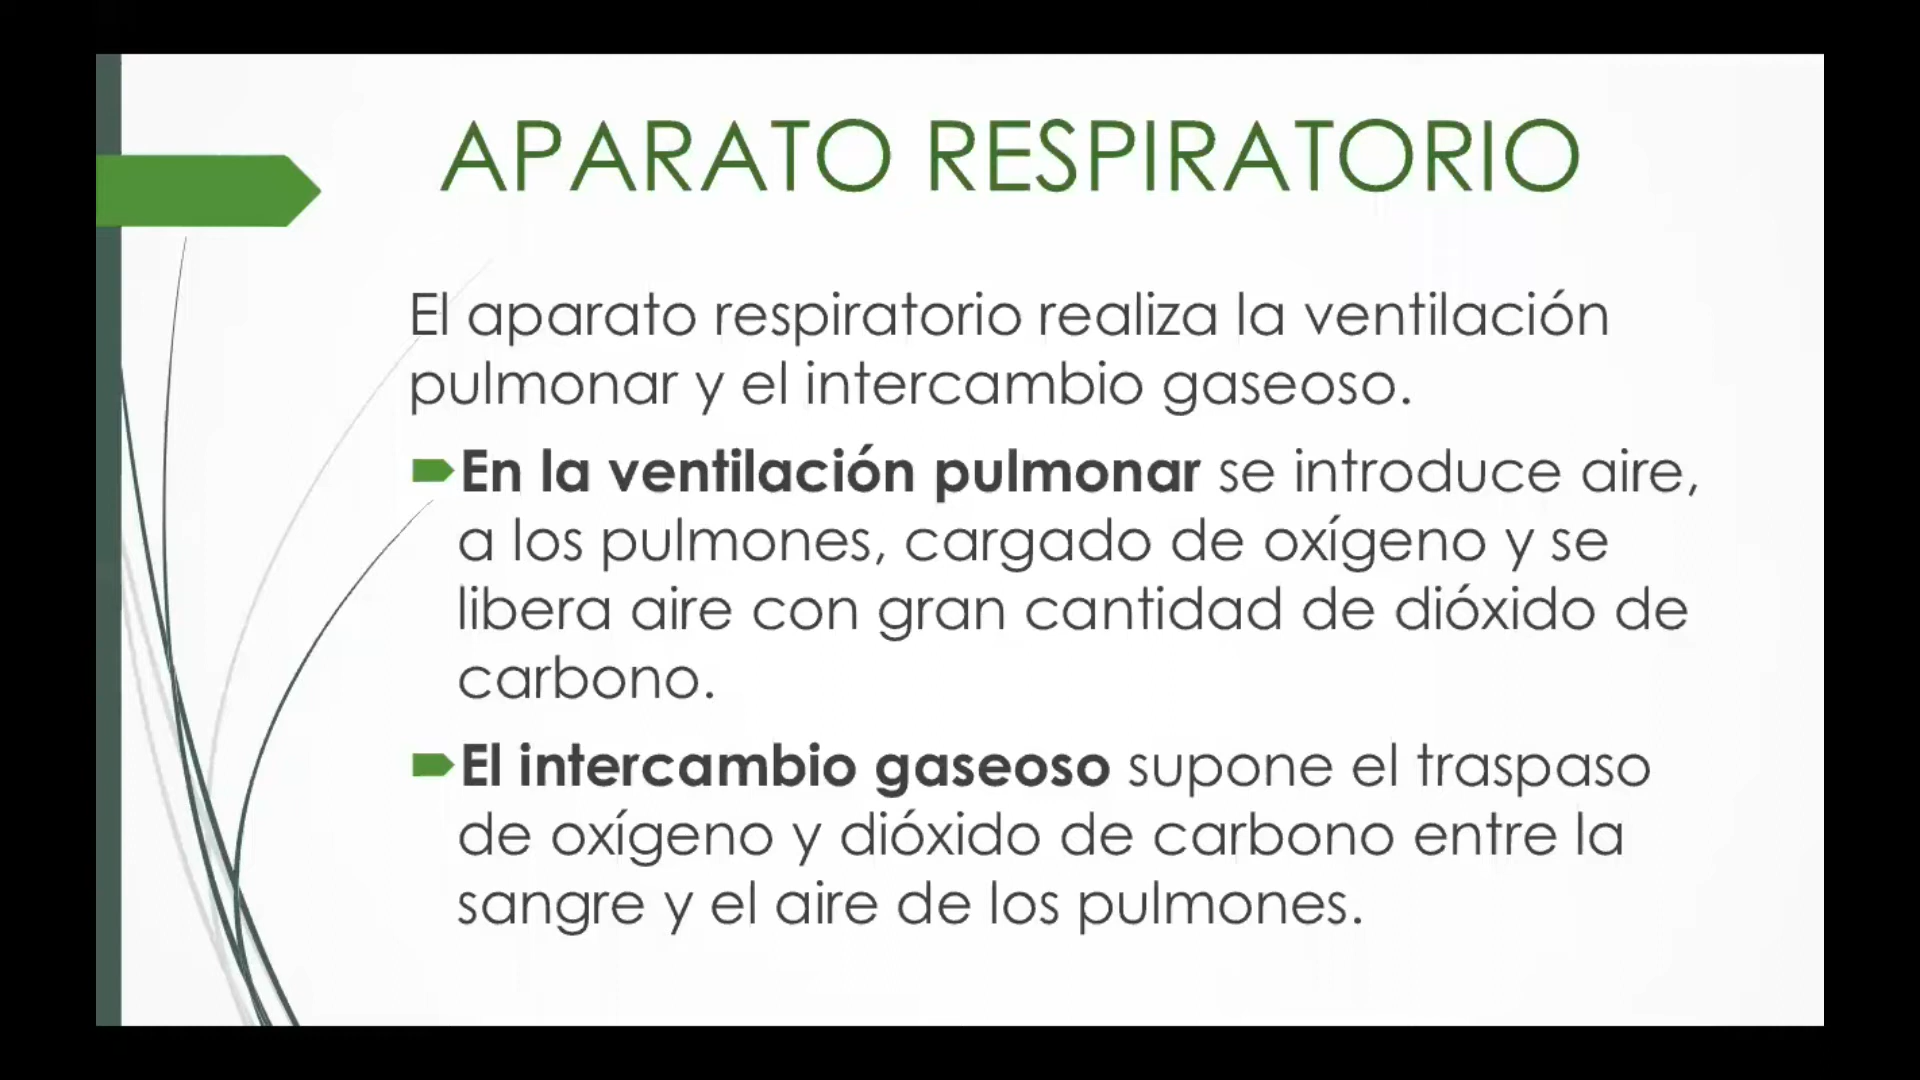 APARATO RESPIRATORIO
El aparato respiratorio realiza la ventilación
pulmonar y el intercambio gaseoso.
En la ventilación pulmonar se introduce aire,
a los pulmones, cargado de oxígeno y se
libera aire con gran cantidad de dióxido de
carbono.
El intercambio gaseoso supone el traspaso
de oxígeno y dióxido de carbono entre la
sangre y el aire de los pulmones.